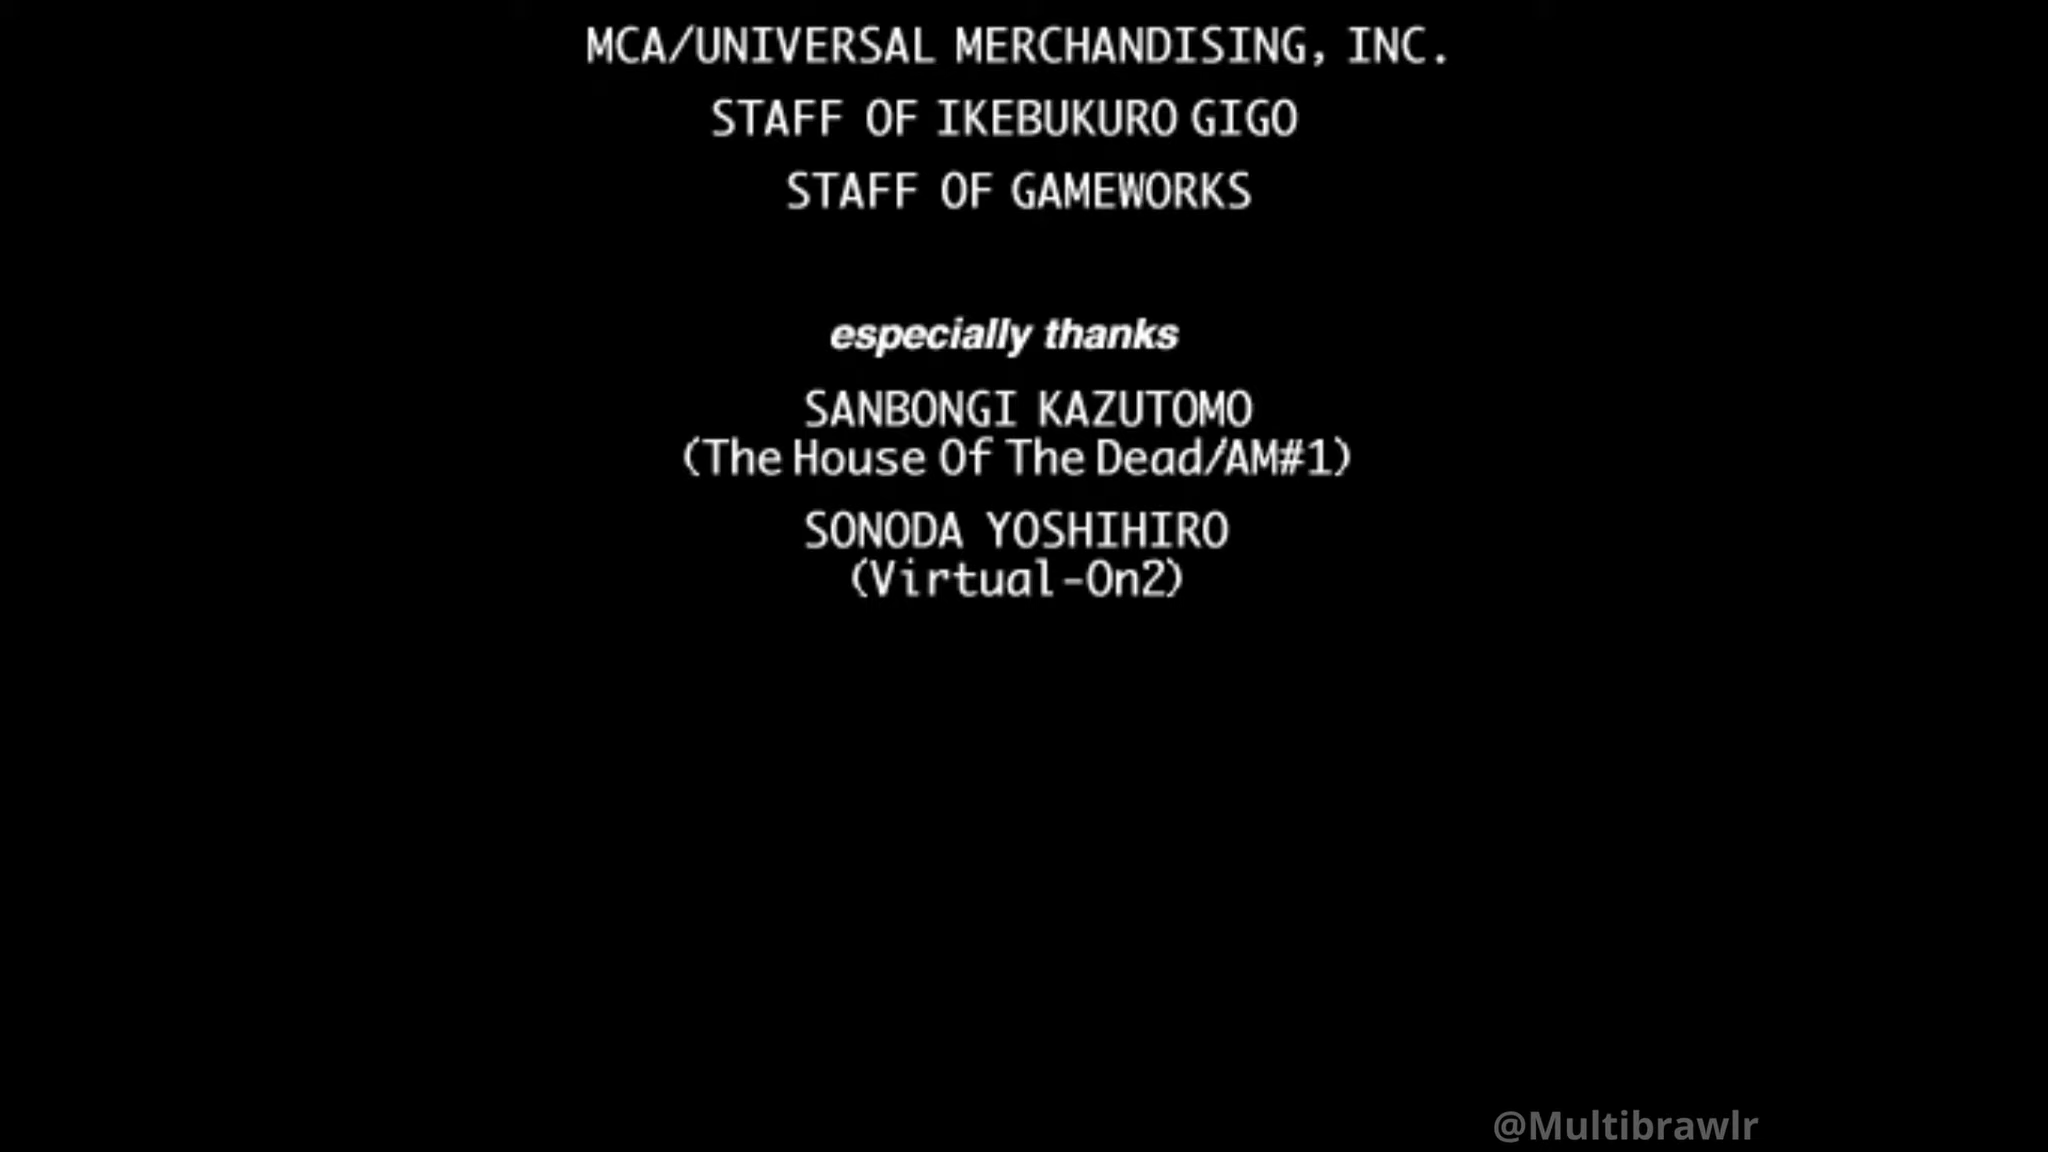 MCA/UNIVERSAL MERCHANDISING, INC.
STAFF OF IKEBUKURO GIGO
STAFF OF GAMEWORKS
especially thanks
SANBONGI KAZUTOMO
(The House Of The Dead/AM#1)
SONODA YOSHIHIRO
(Virtual-On2)
@Multibrawlr